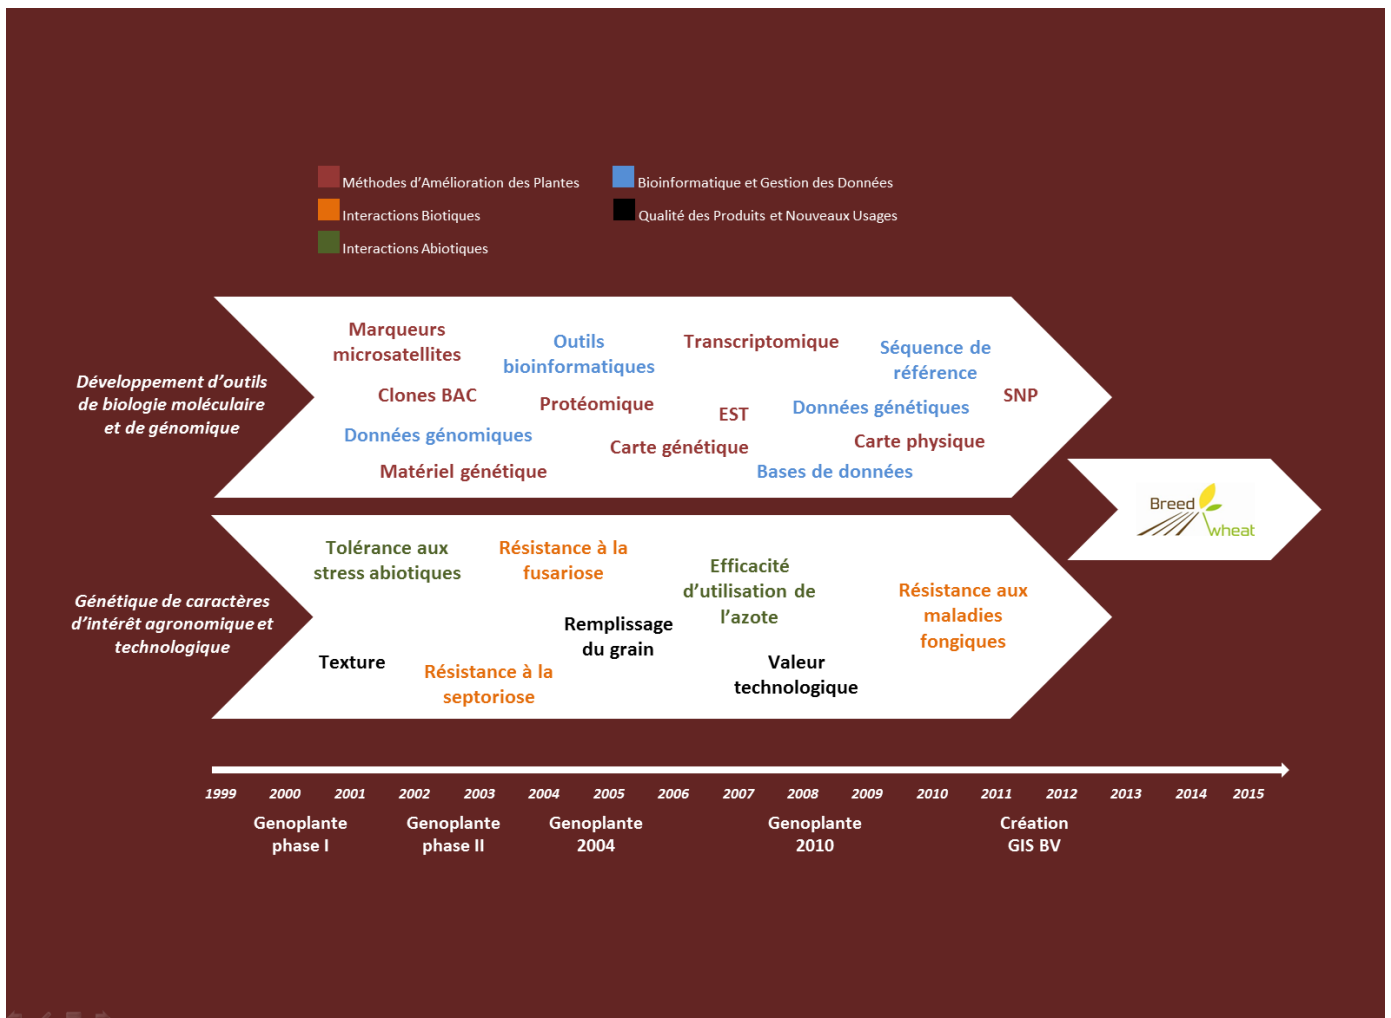 Méthodes d'Amélioration des Plantes
Bioinformatique et Gestion des Données
Interactions Biotiques
Qualité des Produits et Nouveaux Usages
Interactions Abiotiques
Développement d'outils
de biologie moléculaire
et de génomique
Marqueurs
microsatellites
Outils
bioinformatiques
Transcriptomique
Séquence de
référence
Clones BAC
Protéomique
EST
Données génétiques
SNP
Données génomiques
Carte génétique
Carte physique
Matériel génétique
Bases de données
Breed
wheat
Génétique de caractères
d'intérêt agronomique et
technologique
Tolérance aux
stress abiotiques
Résistance à la
fusariose
Efficacité
d'utilisation de
l'azote
Résistance aux
maladies
fongiques
Remplissage
du grain
Texture
Résistance à la
septoriose
Valeur
technologique
1999 2000 2001 2002 2003 2004 2005 2006 2007 2008 2009 2010 2011 2012 2013 2014 2015
Genoplante
phase I
Genoplante
phase II
Genoplante
2004
Genoplante
2010
Création
GIS BV